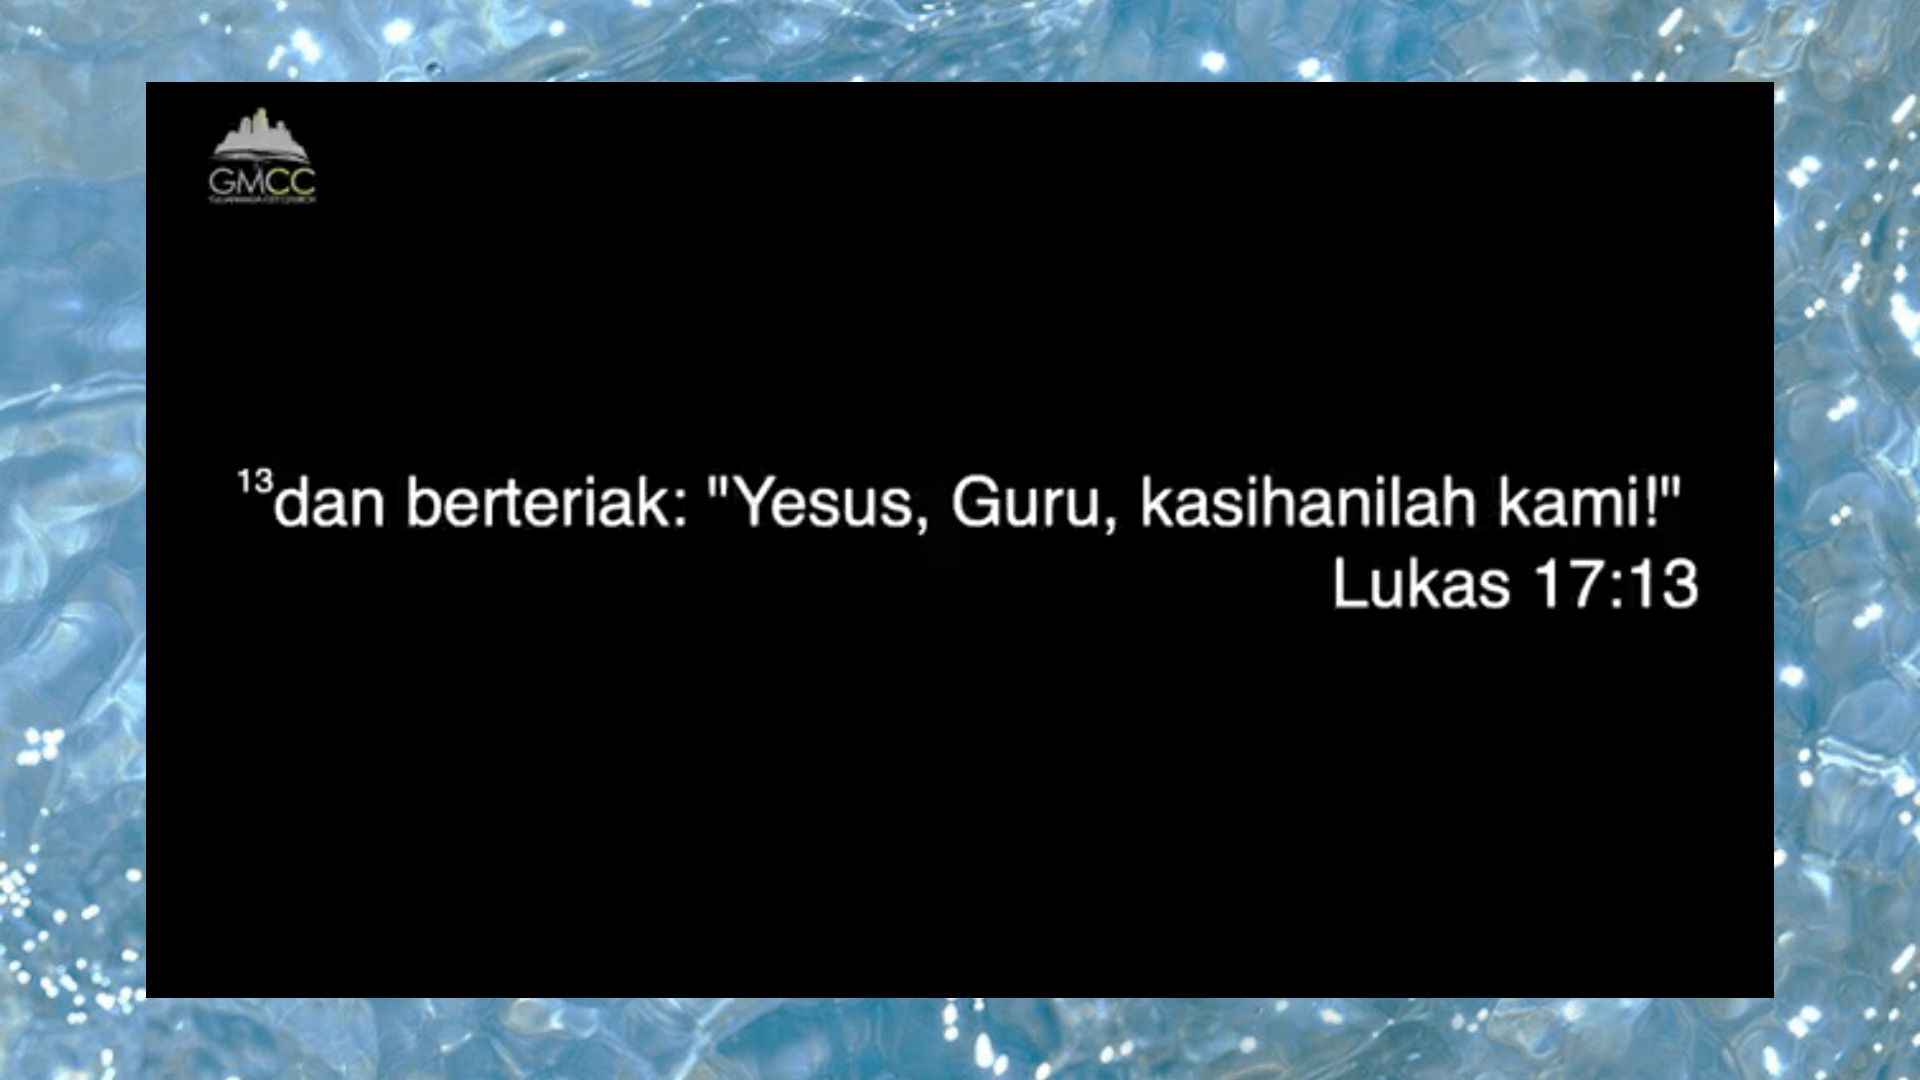 GMCC
¹³dan berteriak: "Yesus, Guru, kasihanilah kami!"
Lukas 17:13